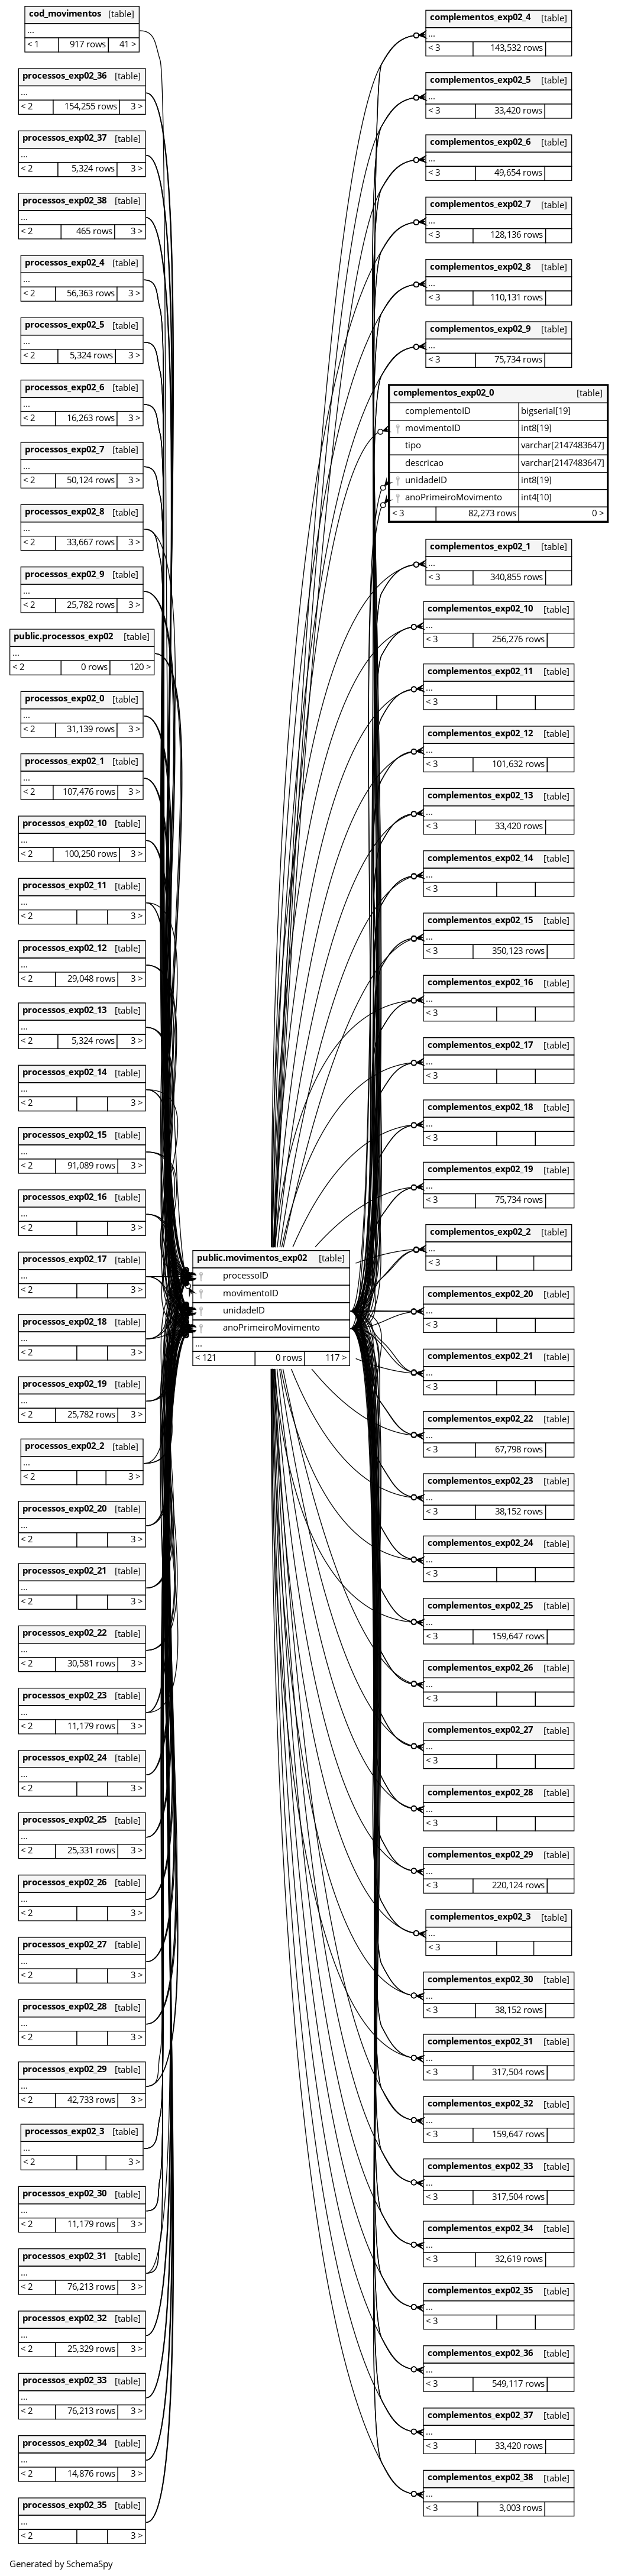 cod_movimentos [table]
...
< 1 917 rows 41 >
processos_exp02_36 [table]
...
< 2 154,255 rows 3 >
processos_exp02_37 [table]
...
< 2 5,324 rows 3 >
processos_exp02_38 [table]
...
< 2 465 rows 3 >
processos_exp02_4 [table]
...
< 2 56,363 rows 3 >
processos_exp02_5 [table]
...
< 2 5,324 rows 3 >
processos_exp02_6 [table]
...
< 2 16,263 rows 3 >
processos_exp02_7 [table]
...
< 2 50,124 rows 3 >
processos_exp02_8 [table]
...
< 2 33,667 rows 3 >
processos_exp02_9 [table]
...
< 2 25,782 rows 3 >
public.processos_exp02 [table]
...
< 2 0 rows 120 >
processos_exp02_0 [table]
...
< 2 31,139 rows 3 >
processos_exp02_1 [table]
...
< 2 107,476 rows 3 >
processos_exp02_10 [table]
...
< 2 100,250 rows 3 >
processos_exp02_11 [table]
...
< 2 3 >
processos_exp02_12 [table]
...
< 2 29,048 rows 3 >
processos_exp02_13 [table]
...
< 2 5,324 rows 3 >
processos_exp02_14 [table]
...
< 2 3 >
processos_exp02_15 [table]
...
< 2 91,089 rows 3 >
processos_exp02_16 [table]
...
< 2 3 >
processos_exp02_17 [table]
...
< 2 3 >
processos_exp02_18 [table]
...
< 2 3 >
processos_exp02_19 [table]
...
< 2 25,782 rows 3 >
processos_exp02_2 [table]
...
< 2 3 >
processos_exp02_20 [table]
...
< 2 3 >
processos_exp02_21 [table]
...
< 2 3 >
processos_exp02_22 [table]
...
< 2 30,581 rows 3 >
processos_exp02_23 [table]
...
< 2 11,179 rows 3 >
processos_exp02_24 [table]
...
< 2 3 >
processos_exp02_25 [table]
...
< 2 25,331 rows 3 >
processos_exp02_26 [table]
...
< 2 3 >
processos_exp02_27 [table]
...
< 2 3 >
processos_exp02_28 [table]
...
< 2 3 >
processos_exp02_29 [table]
...
< 2 42,733 rows 3 >
processos_exp02_3 [table]
...
< 2 3 >
processos_exp02_30 [table]
...
< 2 11,179 rows 3 >
processos_exp02_31 [table]
...
< 2 76,213 rows 3 >
processos_exp02_32 [table]
...
< 2 25,329 rows 3 >
processos_exp02_33 [table]
...
< 2 76,213 rows 3 >
processos_exp02_34 [table]
...
< 2 14,876 rows 3 >
processos_exp02_35 [table]
...
< 2 3 >
public.movimentos_exp02 [table]
processoID
movimentoID
unidadeID
anoPrimeiroMovimento
...
< 121 0 rows 117 >
complementos_exp02_4 [table]
...
< 3 143,532 rows
complementos_exp02_5 [table]
...
< 3 33,420 rows
complementos_exp02_6 [table]
...
< 3 49,654 rows
complementos_exp02_7 [table]
...
< 3 128,136 rows
complementos_exp02_8 [table]
...
< 3 110,131 rows
complementos_exp02_9 [table]
...
< 3 75,734 rows
complementos_exp02_0 [table]
complementoID bigserial[19]
movimentoID int8[19]
tipo varchar[2147483647]
descricao varchar[2147483647]
unidadeID int8[19]
anoPrimeiroMovimento int4[10]
< 3 82,273 rows 0 >
complementos_exp02_1 [table]
...
< 3 340,855 rows
complementos_exp02_10 [table]
...
< 3 256,276 rows
complementos_exp02_11 [table]
...
< 3
complementos_exp02_12 [table]
...
< 3 101,632 rows
complementos_exp02_13 [table]
...
< 3 33,420 rows
complementos_exp02_14 [table]
...
< 3
complementos_exp02_15 [table]
...
< 3 350,123 rows
complementos_exp02_16 [table]
...
< 3
complementos_exp02_17 [table]
...
< 3
complementos_exp02_18 [table]
...
< 3
complementos_exp02_19 [table]
...
< 3 75,734 rows
complementos_exp02_2 [table]
...
< 3
complementos_exp02_20 [table]
...
< 3
complementos_exp02_21 [table]
...
< 3
complementos_exp02_22 [table]
...
< 3 67,798 rows
complementos_exp02_23 [table]
...
< 3 38,152 rows
complementos_exp02_24 [table]
...
< 3
complementos_exp02_25 [table]
...
< 3 159,647 rows
complementos_exp02_26 [table]
...
< 3
complementos_exp02_27 [table]
...
< 3
complementos_exp02_28 [table]
...
< 3
complementos_exp02_29 [table]
...
< 3 220,124 rows
complementos_exp02_3 [table]
...
< 3
complementos_exp02_30 [table]
...
< 3 38,152 rows
complementos_exp02_31 [table]
...
< 3 317,504 rows
complementos_exp02_32 [table]
...
< 3 159,647 rows
complementos_exp02_33 [table]
...
< 3 317,504 rows
complementos_exp02_34 [table]
...
< 3 32,619 rows
complementos_exp02_35 [table]
...
< 3
complementos_exp02_36 [table]
...
< 3 549,117 rows
complementos_exp02_37 [table]
...
< 3 33,420 rows
complementos_exp02_38 [table]
...
< 3 3,003 rows
Generated by SchemaSpy